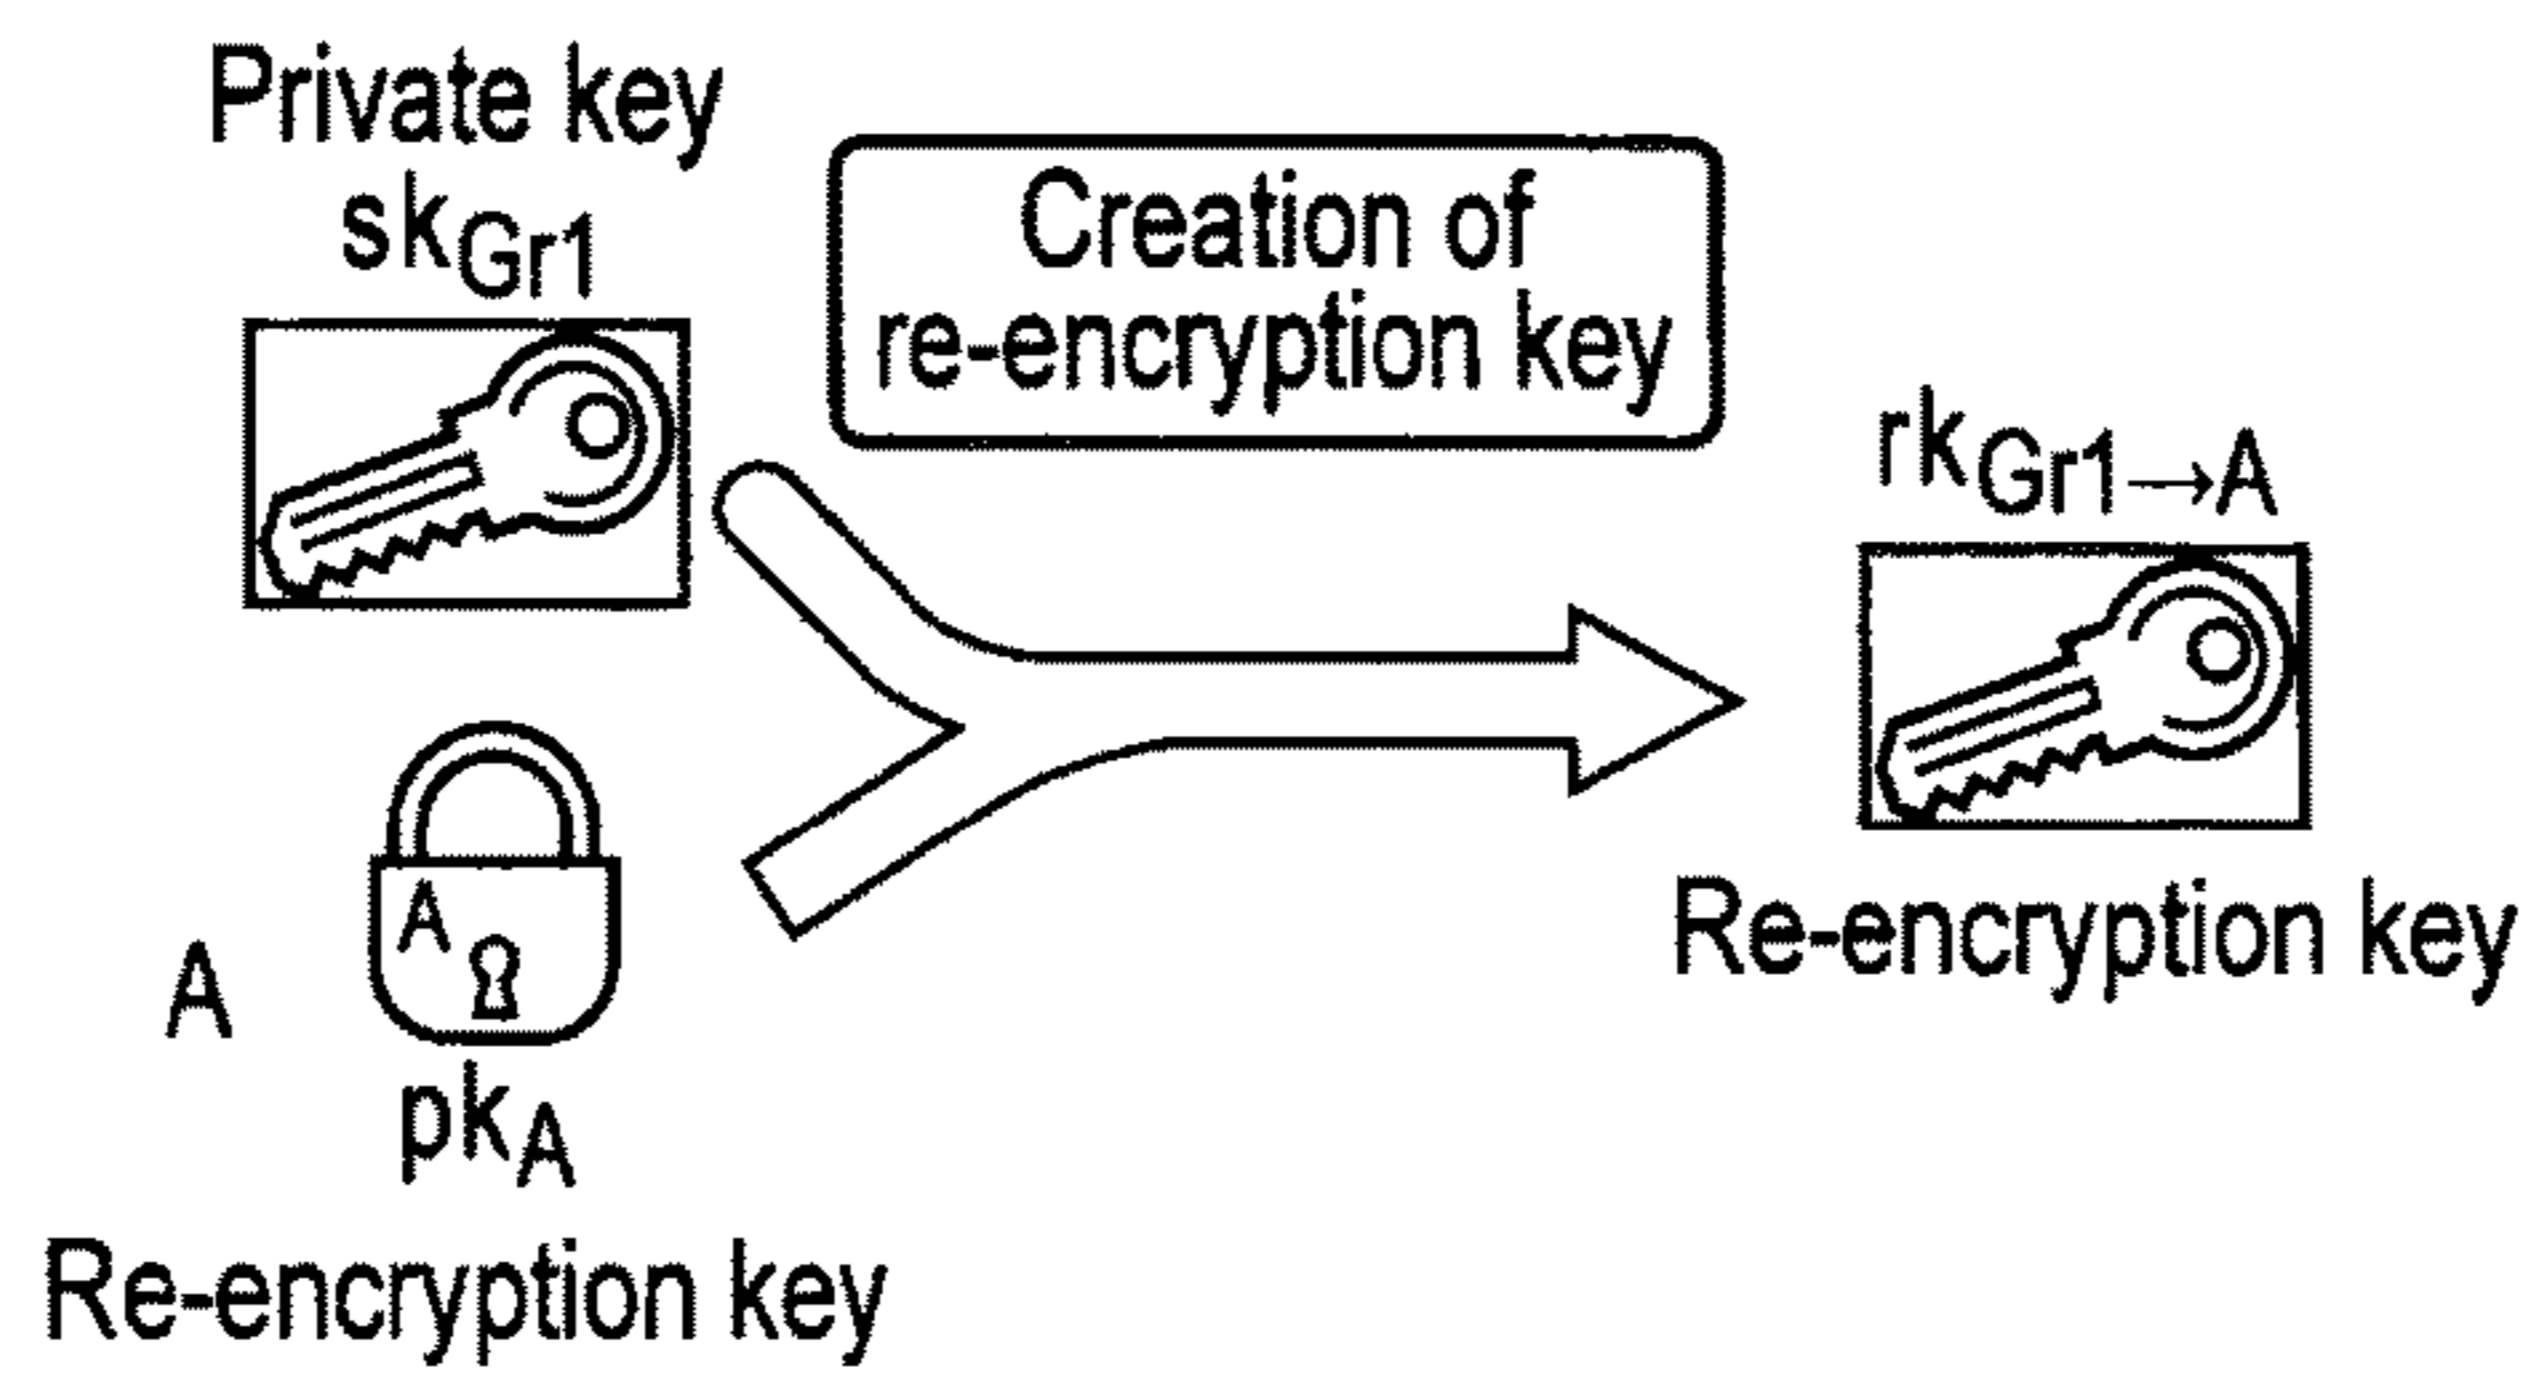 Private key
skGr1
Creation of
re-encryption key
rkGr1→A
Re-encryption key
A
A
pkA
Re-encryption key